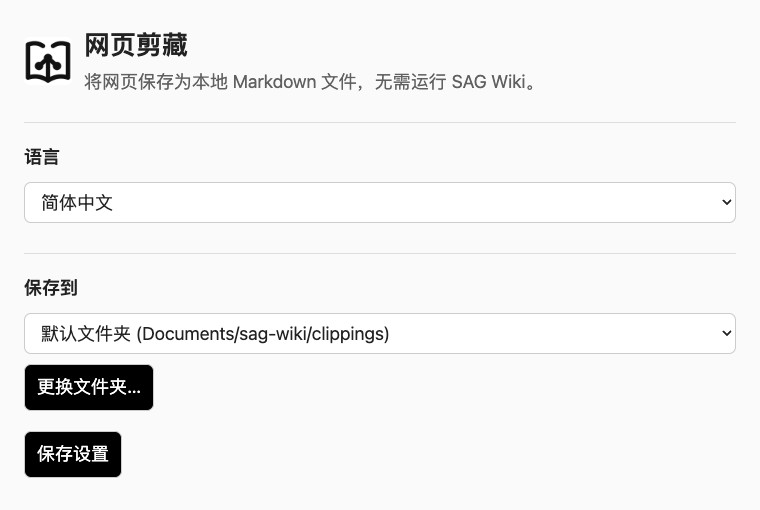 网页剪藏
将网页保存为本地 Markdown 文件，无需运行 SAG Wiki。
语言
简体中文
保存到
默认文件夹 (Documents/sag-wiki/clippings)
更换文件夹...
保存设置